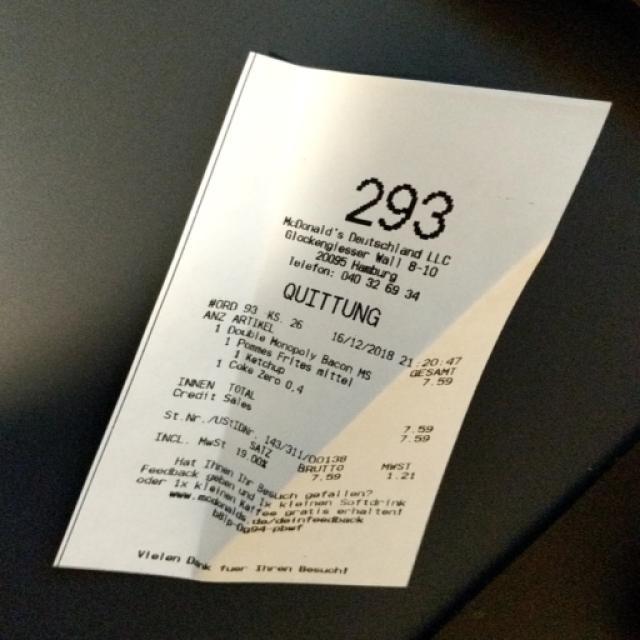 293
McDonald's Deutschland LLC
Glockengiesser Wall 8-10
20095 Hamburg
Telefon: 040 32 69 34
QUITTUNG
#ORD 93 KS. 26 16/12/2018 21:20:47
ANZ ARTIKEL GESAMT
1 Double Monopoly Bacon MS 7.59
1 Pommes Frites mittel
1 Ketchup
1 Coke Zero 0,4
INNEN TOTAL 7.59
Credit Sales 7.59
St.Nr./UStIDNr. 143/311/00138
SATZ BRUTTO MWST
INCL. MwSt 19.00% 7.59 1.21
Hat Ihnen Ihr Besuch gefallen?
Feedback geben und 1x kleinen Softdrink
oder 1x kleinen Kaffee gratis erhalten!
www.mcdonalds.de/deinfeedback
Vielen Dank fuer Ihren Besuch!